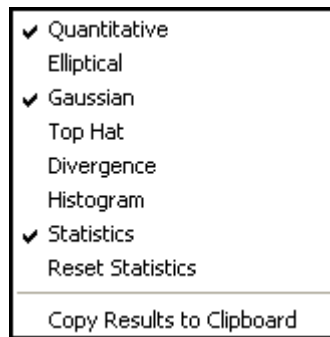 Quantitative
Elliptical
Gaussian
Top Hat
Divergence
Histogram
Statistics
Reset Statistics
Copy Results to Clipboard